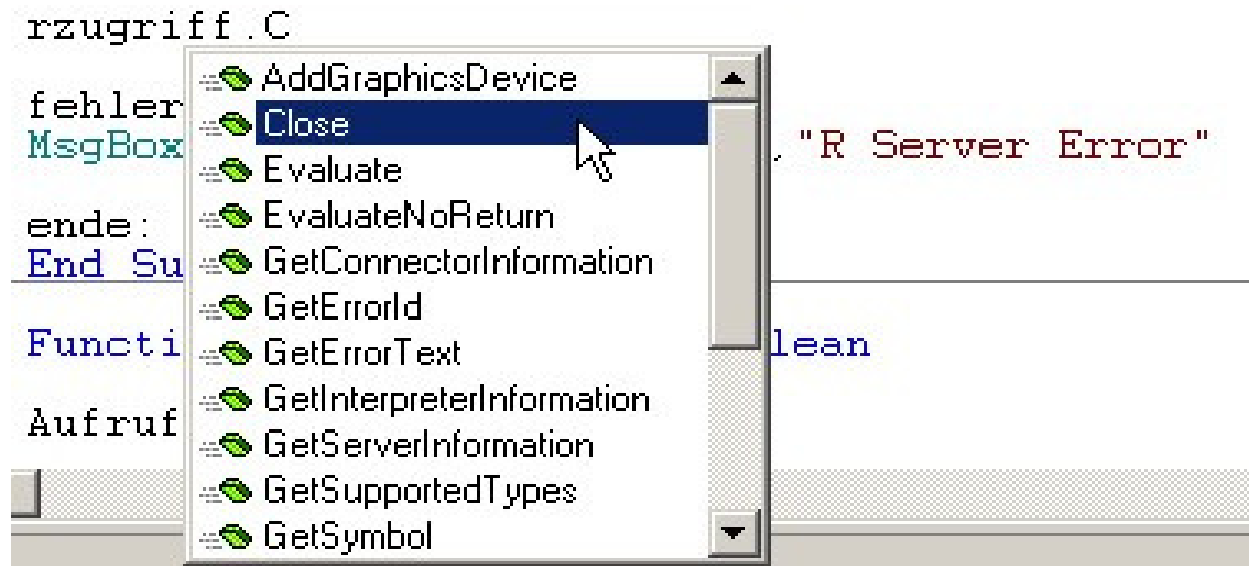 rzugriff.C
AddGraphicsDevice
Close
Evaluate
EvaluateNoReturn
GetConnectorInformation
GetErrorId
GetErrorText
GetInterpreterInformation
GetServerInformation
GetSupportedTypes
GetSymbol
fehler
MsgBox ,"R Server Error"
ende:
End Su
Functi lean
Aufruf